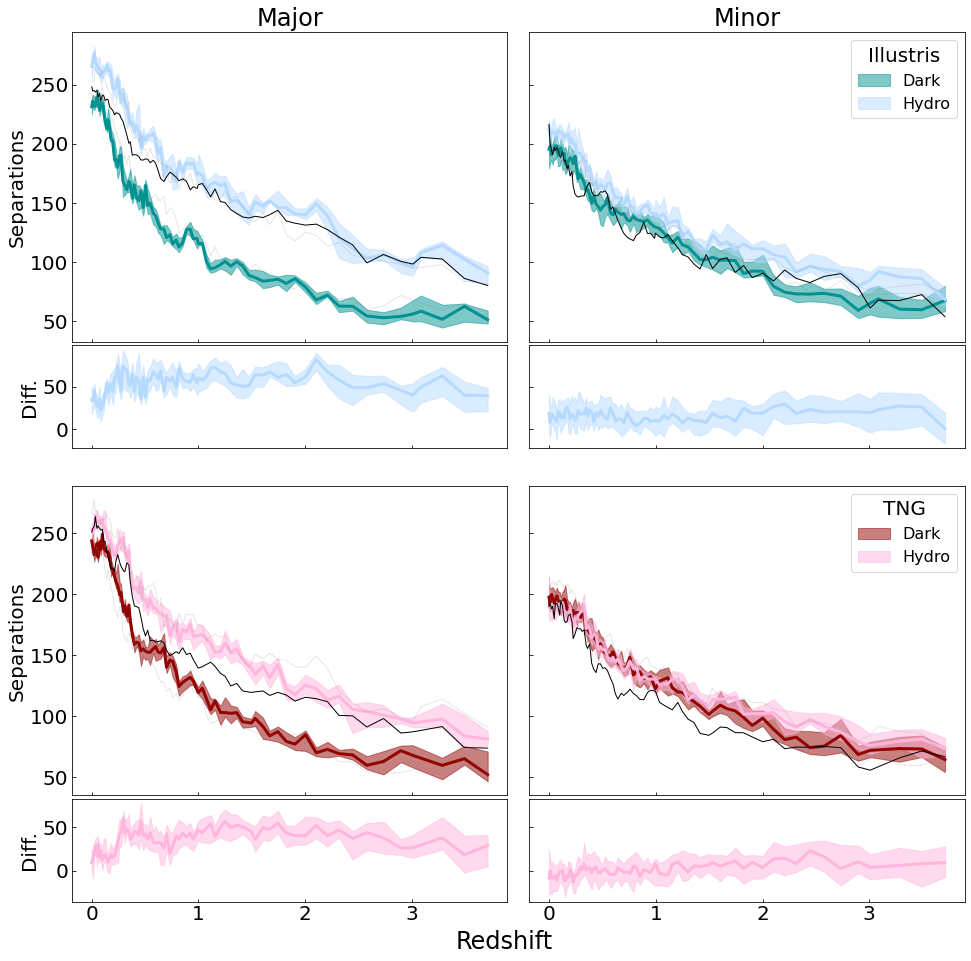 Major
Minor
Separations
250
200
150
100
50
Illustris
Dark
Hydro
Diff.
50
0
Separations
250
200
150
100
50
TNG
Dark
Hydro
Diff.
50
0
0 1 2 3
0 1 2 3
Redshift